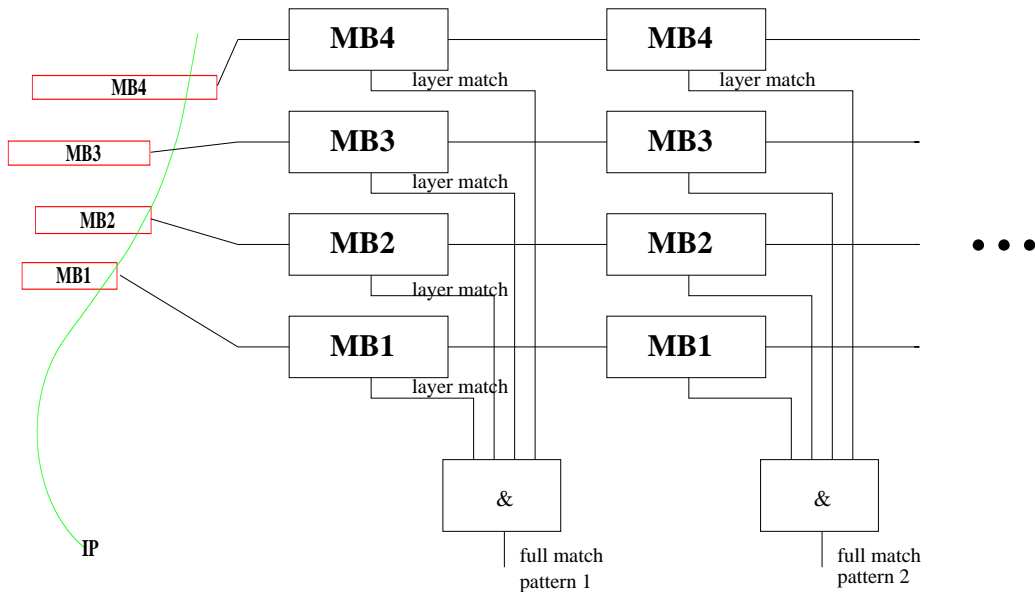 MB4
MB4
layer match
layer match
MB4
MB3
MB3
MB3
layer match
MB2
MB2
MB2
layer match
MB1
MB1
MB1
layer match
&
&
IP
full match
pattern 1
full match
pattern 2